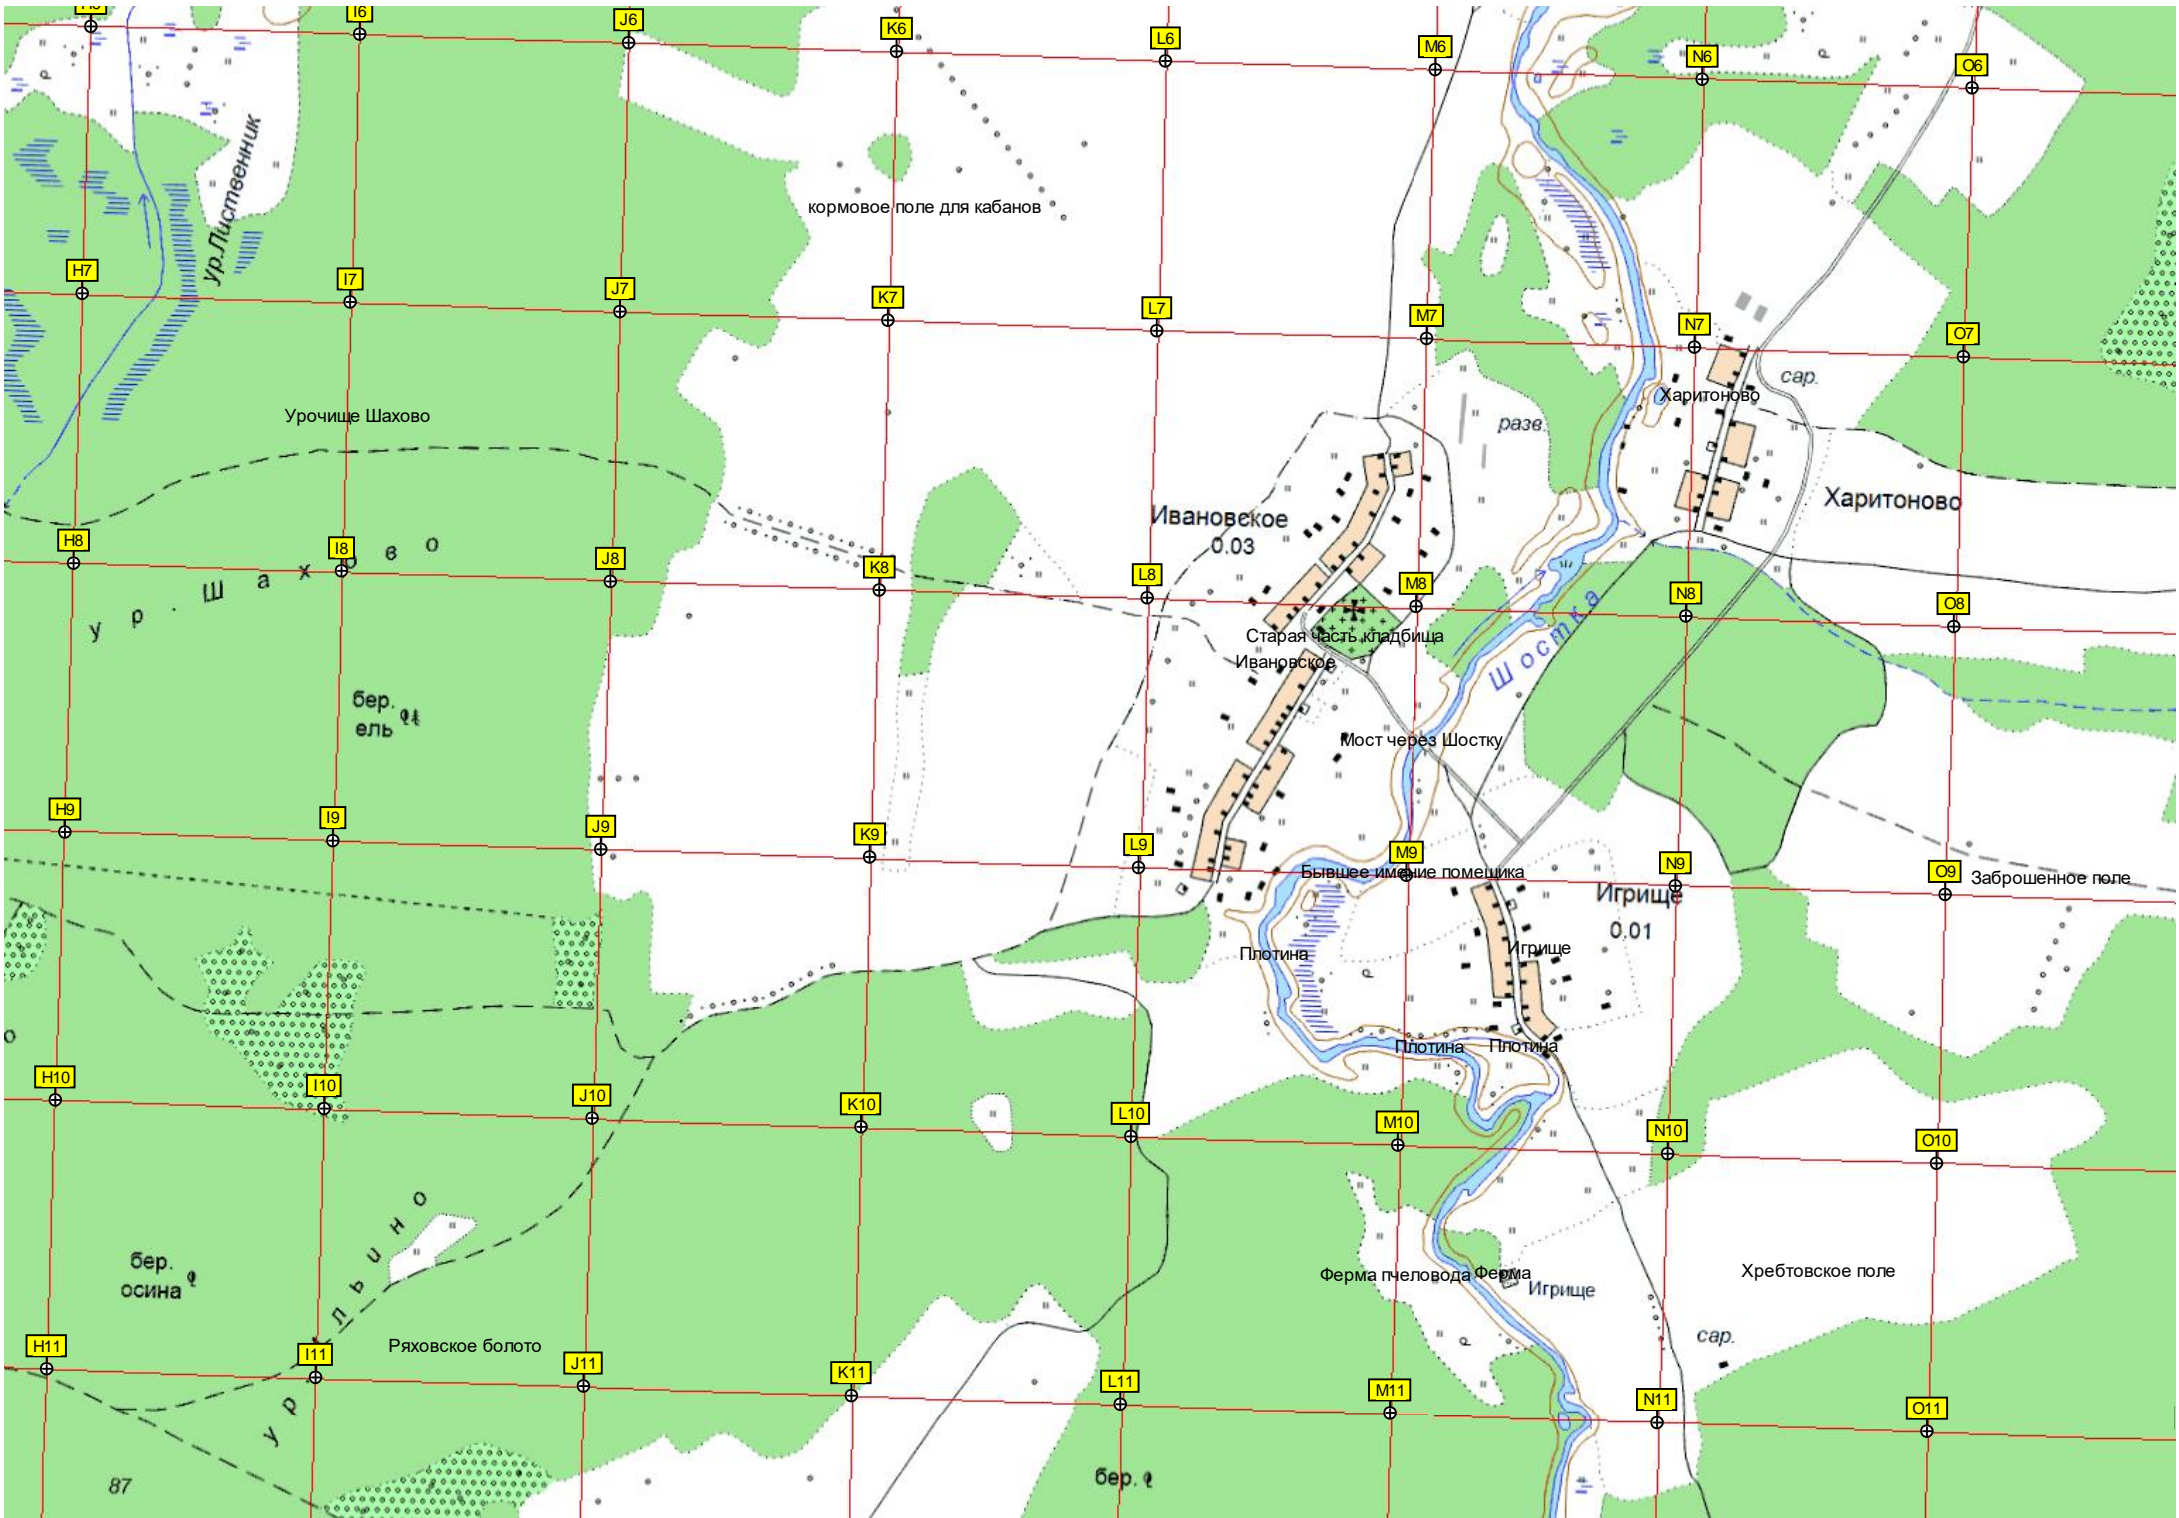 I6
J6
K6
L6
M6
N6
O6
ур.Лиственник
кормовое поле для кабанов
H7
I7
J7
K7
L7
M7
N7
O7
сар.
Харитоново
Урочище Шахово
разв.
Харитоново
Ивановское
0.03
H8
I8
J8
K8
L8
M8
N8
O8
ур. Шахово
Старая часть кладбища
Ивановское
Шостка
бер.
ель
Мост через Шостку
H9
I9
J9
K9
L9
M9
N9
O9
Бывшее имение помещика
Заброшенное поле
Игрище
0.01
Игрище
Плотина
о
Плотина
Плотина
H10
I10
J10
K10
L10
M10
N10
O10
бер.
осина
Ферма пчеловода
Ферма
Игрище
Хребтовское поле
сар.
Ряховское болото
H11
I11
J11
K11
L11
M11
N11
O11
ур
льино
87
бер.